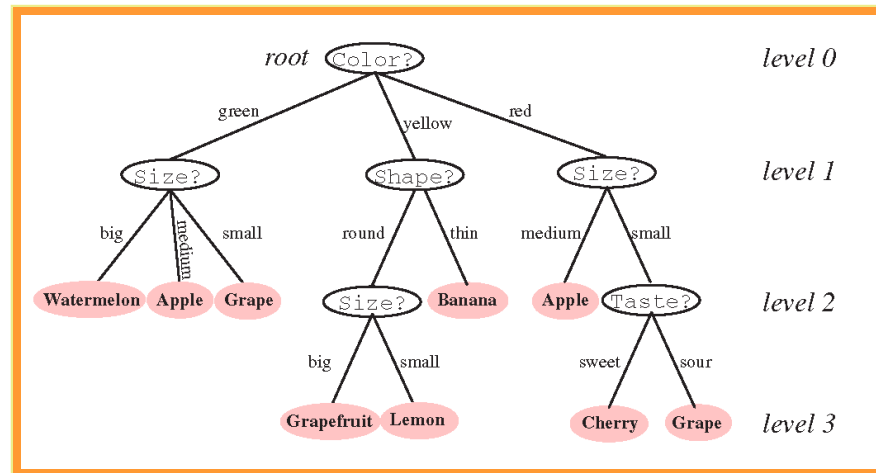 root Color? level 0
green yellow red
Size? Shape? Size? level 1
big medium small round thin medium small
Watermelon Apple Grape Size? Banana Apple Taste? level 2
big small sweet sour
Grapefruit Lemon Cherry Grape level 3